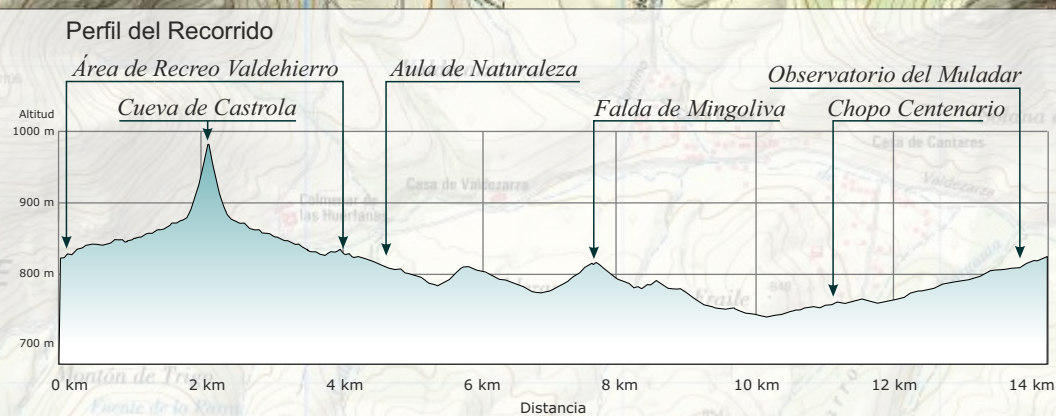 Perfil del Recorrido
Área de Recreo Valdehierro
Aula de Naturaleza
Observatorio del Muladar
Cueva de Castrola
Falda de Mingoliva
Chopo Centenario
Altitud
1000 m
900 m
800 m
700 m
Casa de Cantares
Casa de Valdezarza
Valdezarza
Colmenar de
las Huerfanas
Fraile
0 km
2 km
4 km
6 km
8 km
10 km
12 km
14 km
Montón de Trigo
Distancia